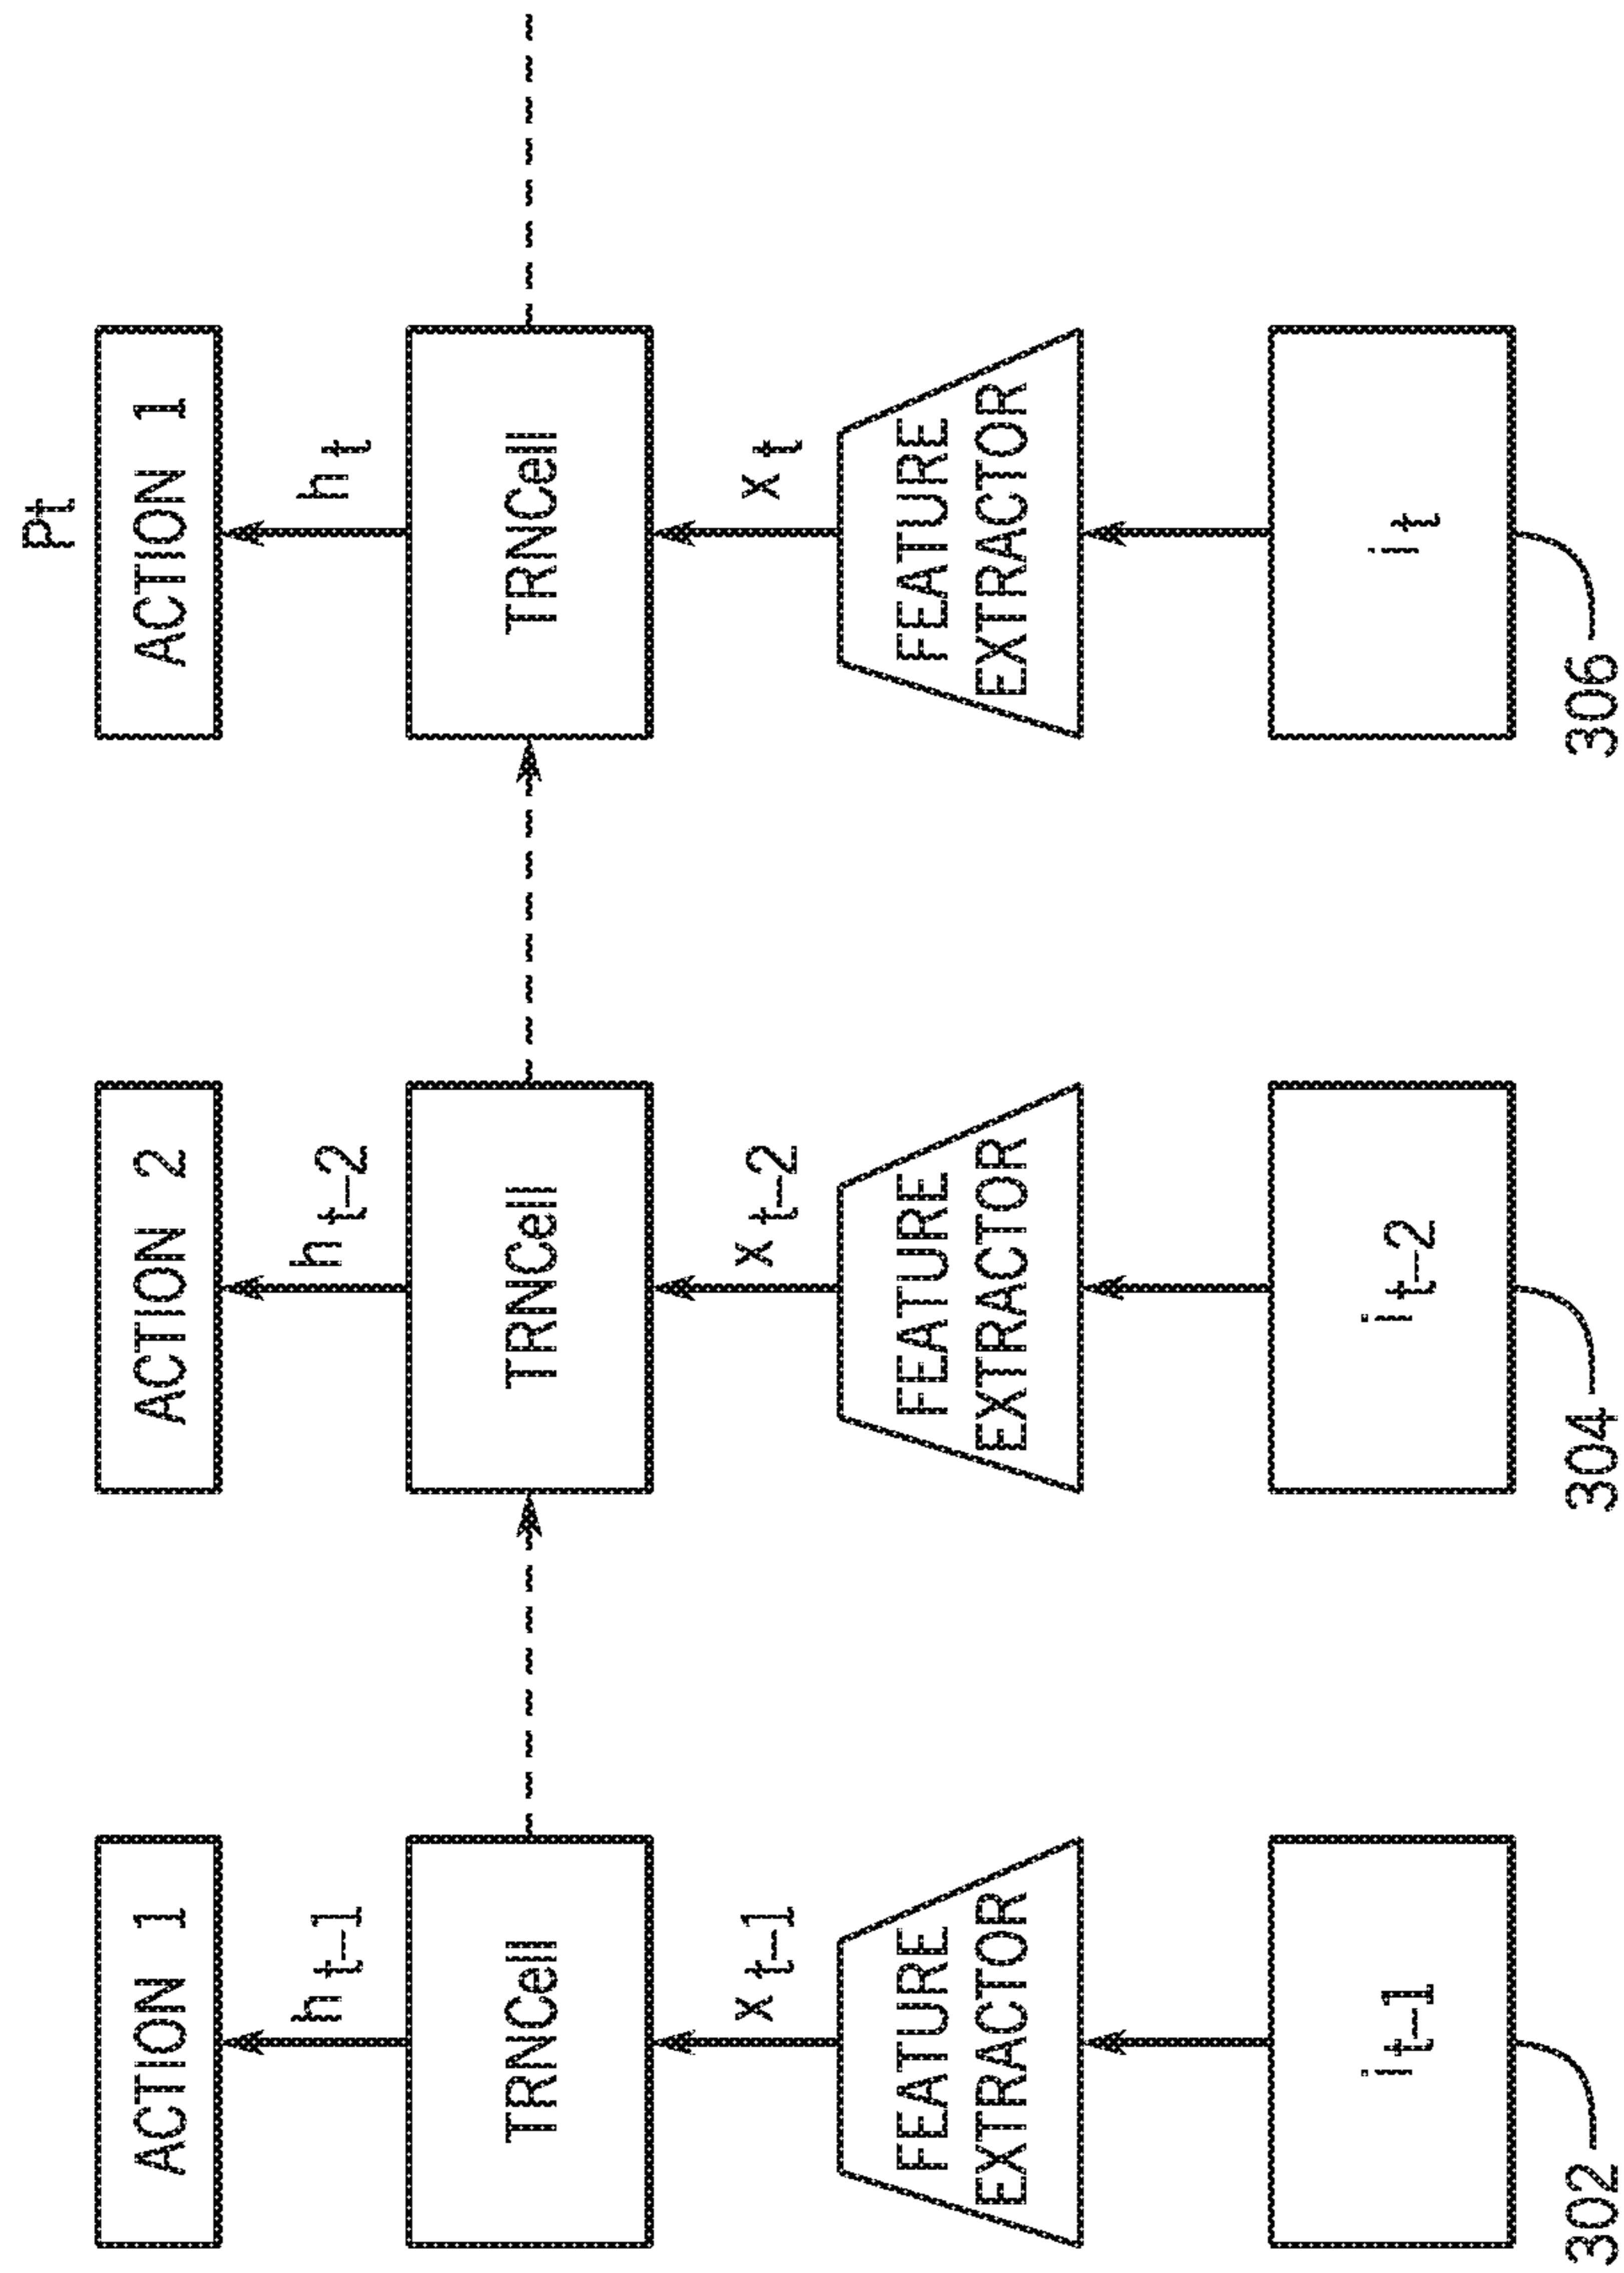 Pt
ACTION 1
ACTION 2
ACTION 1
h t-1
h t-2
h t
TRNCell
TRNCell
TRNCell
x t-1
x t-2
x t
FEATURE
EXTRACTOR
FEATURE
EXTRACTOR
FEATURE
EXTRACTOR
i t-1
i t-2
i t
302
304
306